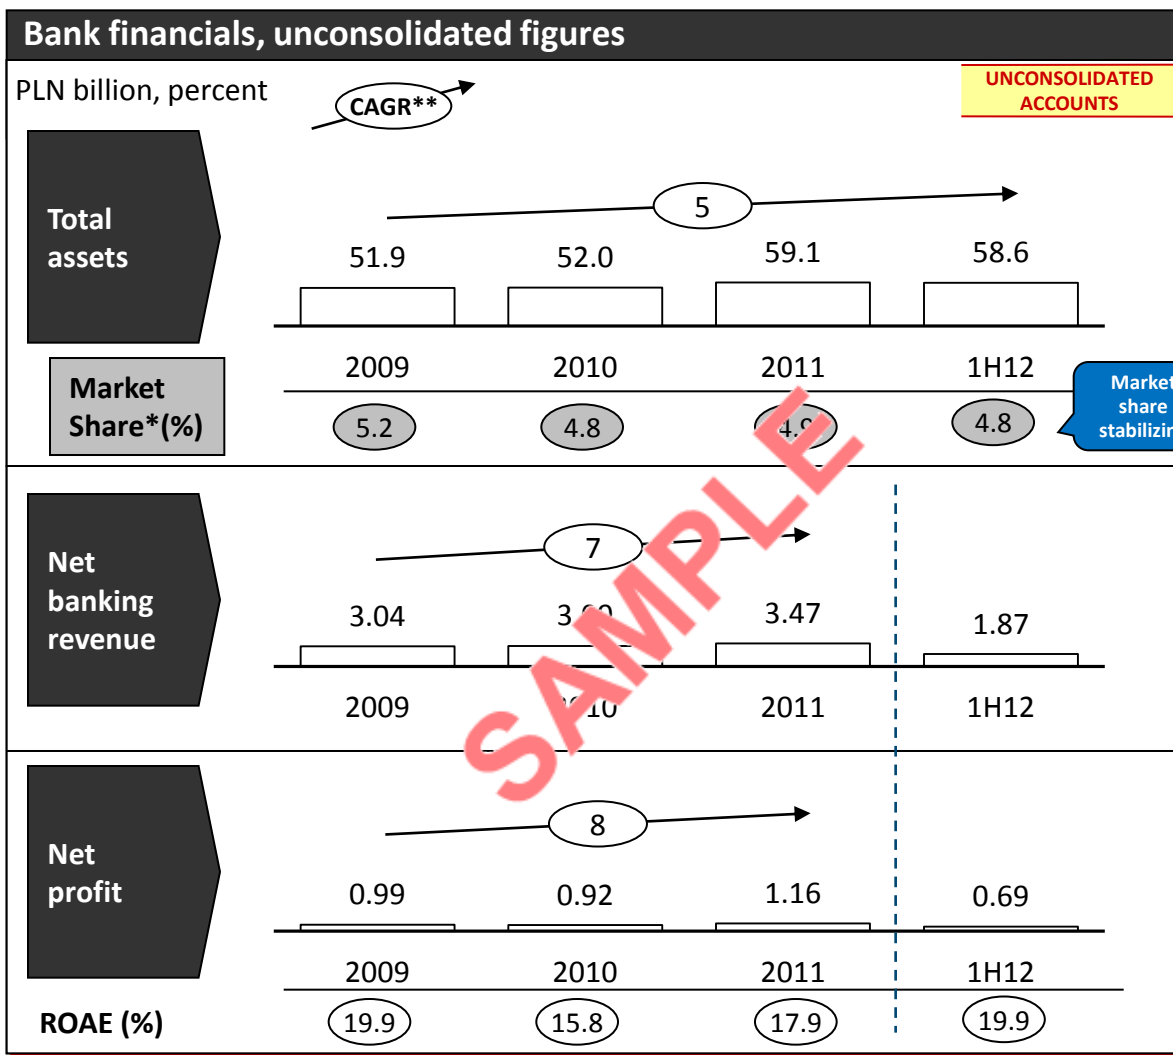 Bank financials, unconsolidated figures
PLN billion, percent
CAGR**
UNCONSOLIDATED
ACCOUNTS
Total
assets
5
51.9 52.0 59.1 58.6
2009 2010 2011 1H12
Market
Share*(%)
5.2 4.8 4.9 4.8
Market
share
Net
banking
revenue
7
3.04 3.47 1.87
2009 2010 2011 1H12
SAMPLE
Net
profit
8
0.99 0.92 1.16 0.69
2009 2010 2011 1H12
ROAE (%)
19.9 15.8 17.9 19.9